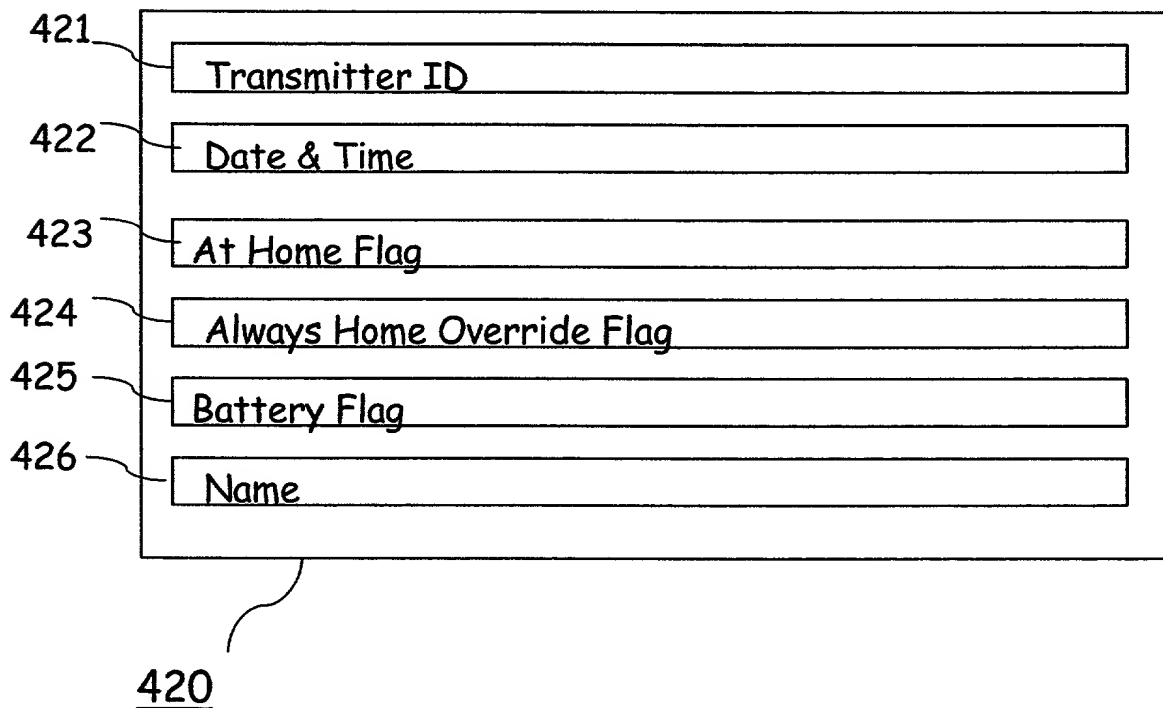 421
Transmitter ID
422
Date & Time
423
At Home Flag
424
Always Home Override Flag
425
Battery Flag
426
Name
420